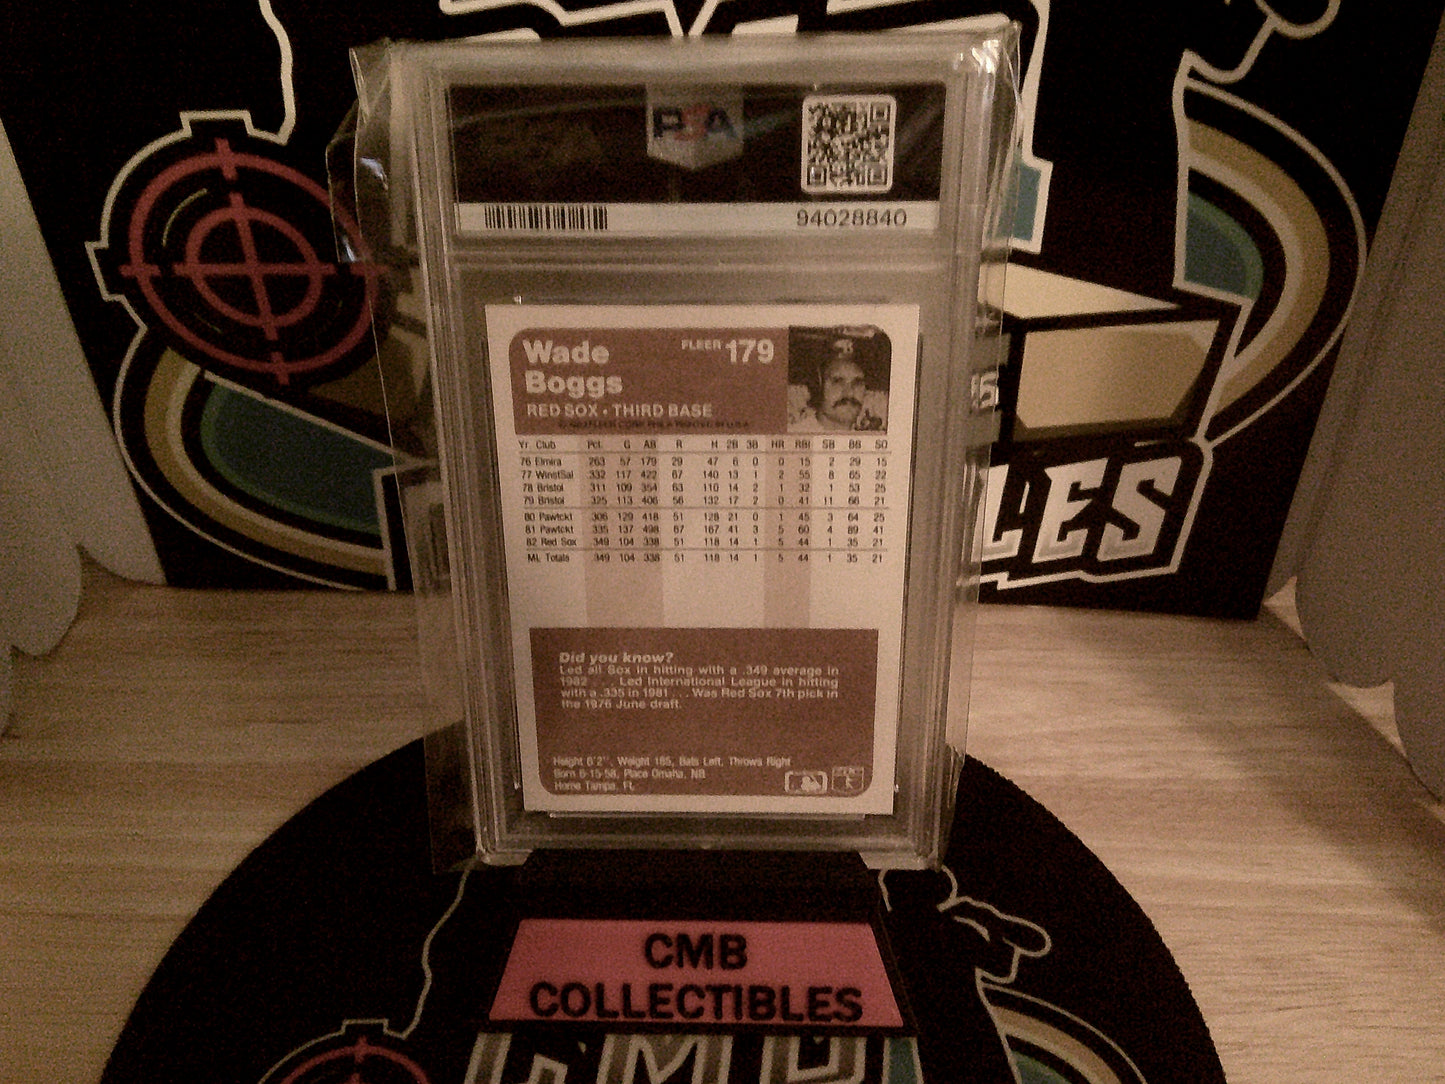 PSA
94028840
Wade
Boggs
FLEER 179
RED SOX • THIRD BASE
Yr. Club Pct. G AB R H 2B 3B HR RBI SB BB SO
76 Elmira 263 57 179 29 47 6 0 0 15 2 29 15
77 WinstSal 332 117 422 67 140 13 1 2 55 8 65 22
78 Bristol 311 109 354 63 110 14 2 1 32 1 53 25
79 Bristol 325 113 406 56 132 17 2 0 41 11 66 21
80 Pawtckt 306 129 418 51 128 21 0 1 45 3 64 25
81 Pawtckt 335 137 498 67 167 41 3 5 60 4 89 41
82 Red Sox 349 104 338 51 118 14 1 5 44 1 35 21
ML Totals 349 104 338 51 118 14 1 5 44 1 35 21
Did you know?
Led all Sox in hitting with a .349 average in
1982 . . . Led International League in hitting
with a .335 in 1981 . . . Was Red Sox 7th pick in
the 1976 June draft.
Height 6'2", Weight 185, Bats Left, Throws Right
Born 6-15-58, Place Omaha, NB
Home Tampa, FL
LES
CMB
COLLECTIBLES
CMB